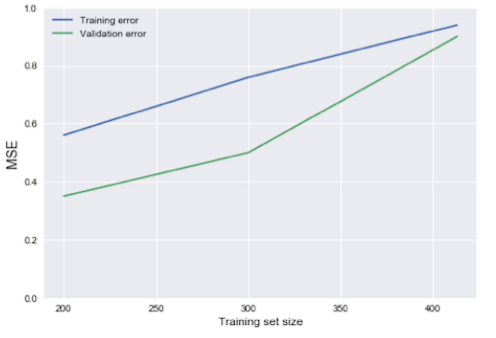 1.0
Training error
Validation error
0.8
0.6
MSE
0.4
0.2
0.0
200 250 300 350 400
Training set size